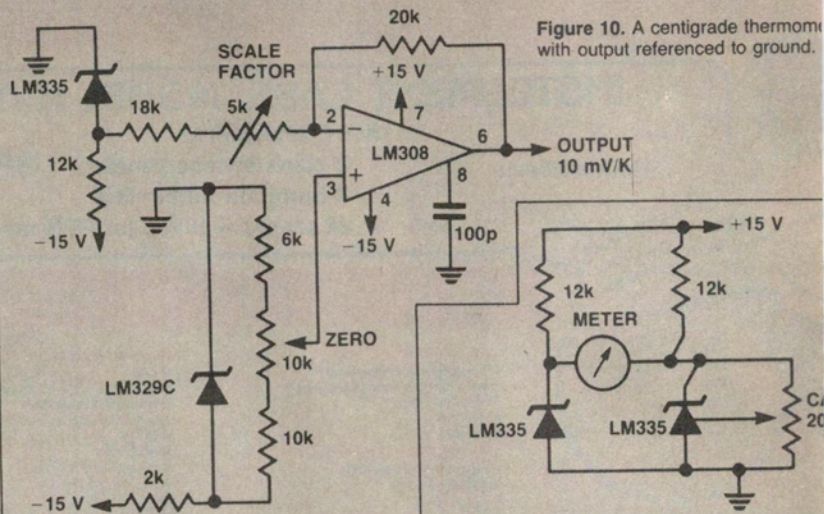 Figure 10. A centigrade
with output referenced to ground.
20k
SCALE
FACTOR
+15 V
LM335
18k
5k
2
7
6
LM308
OUTPUT
10 mV/K
12k
3
8
4
−15 V
−15 V
100p
6k
ZERO
10k
LM329C
10k
2k
−15 V
+15 V
12k
12k
METER
LM335
LM335